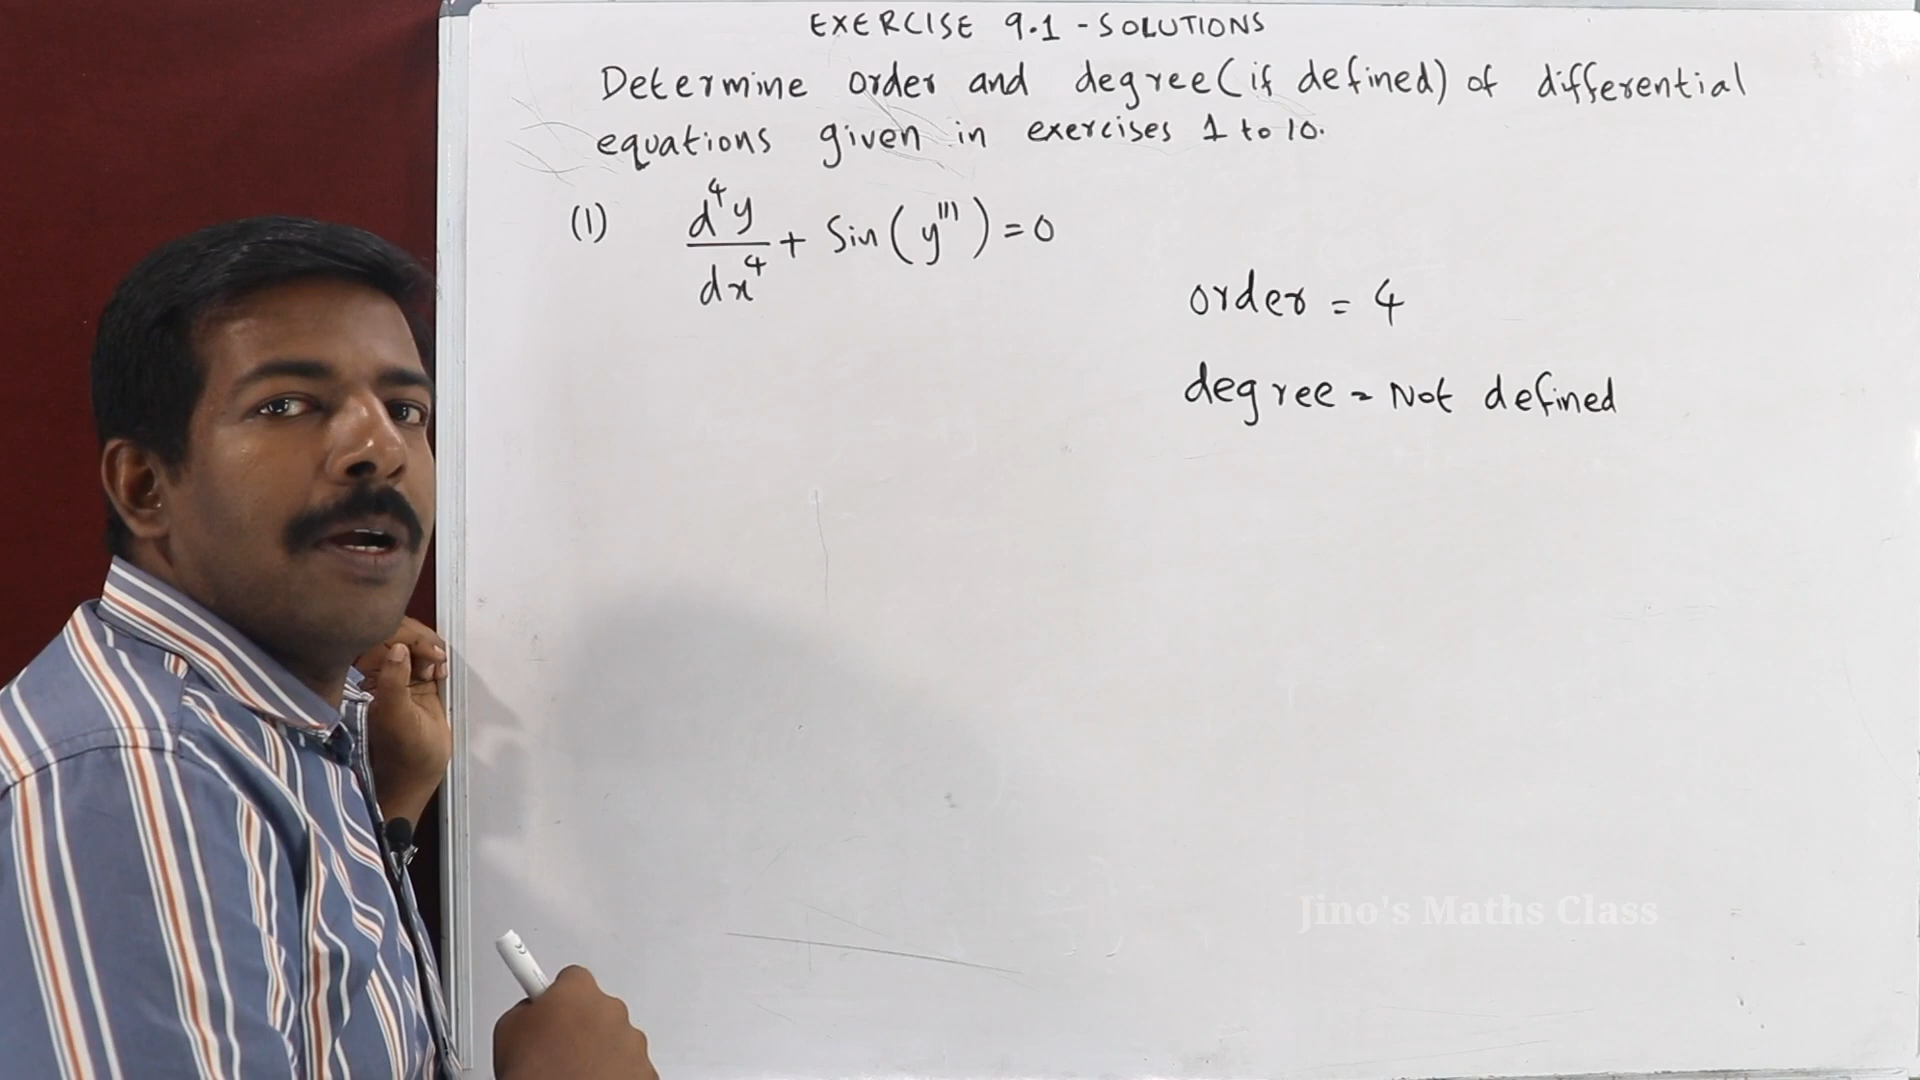 EXERCISE 9.1 - SOLUTIONS
Determine order and degree (if defined) of differential
equations given in exercises 1 to 10.
(1) d⁴y/dx⁴ + Sin(y''') = 0
order = 4
degree = Not defined
Jino's Maths Class